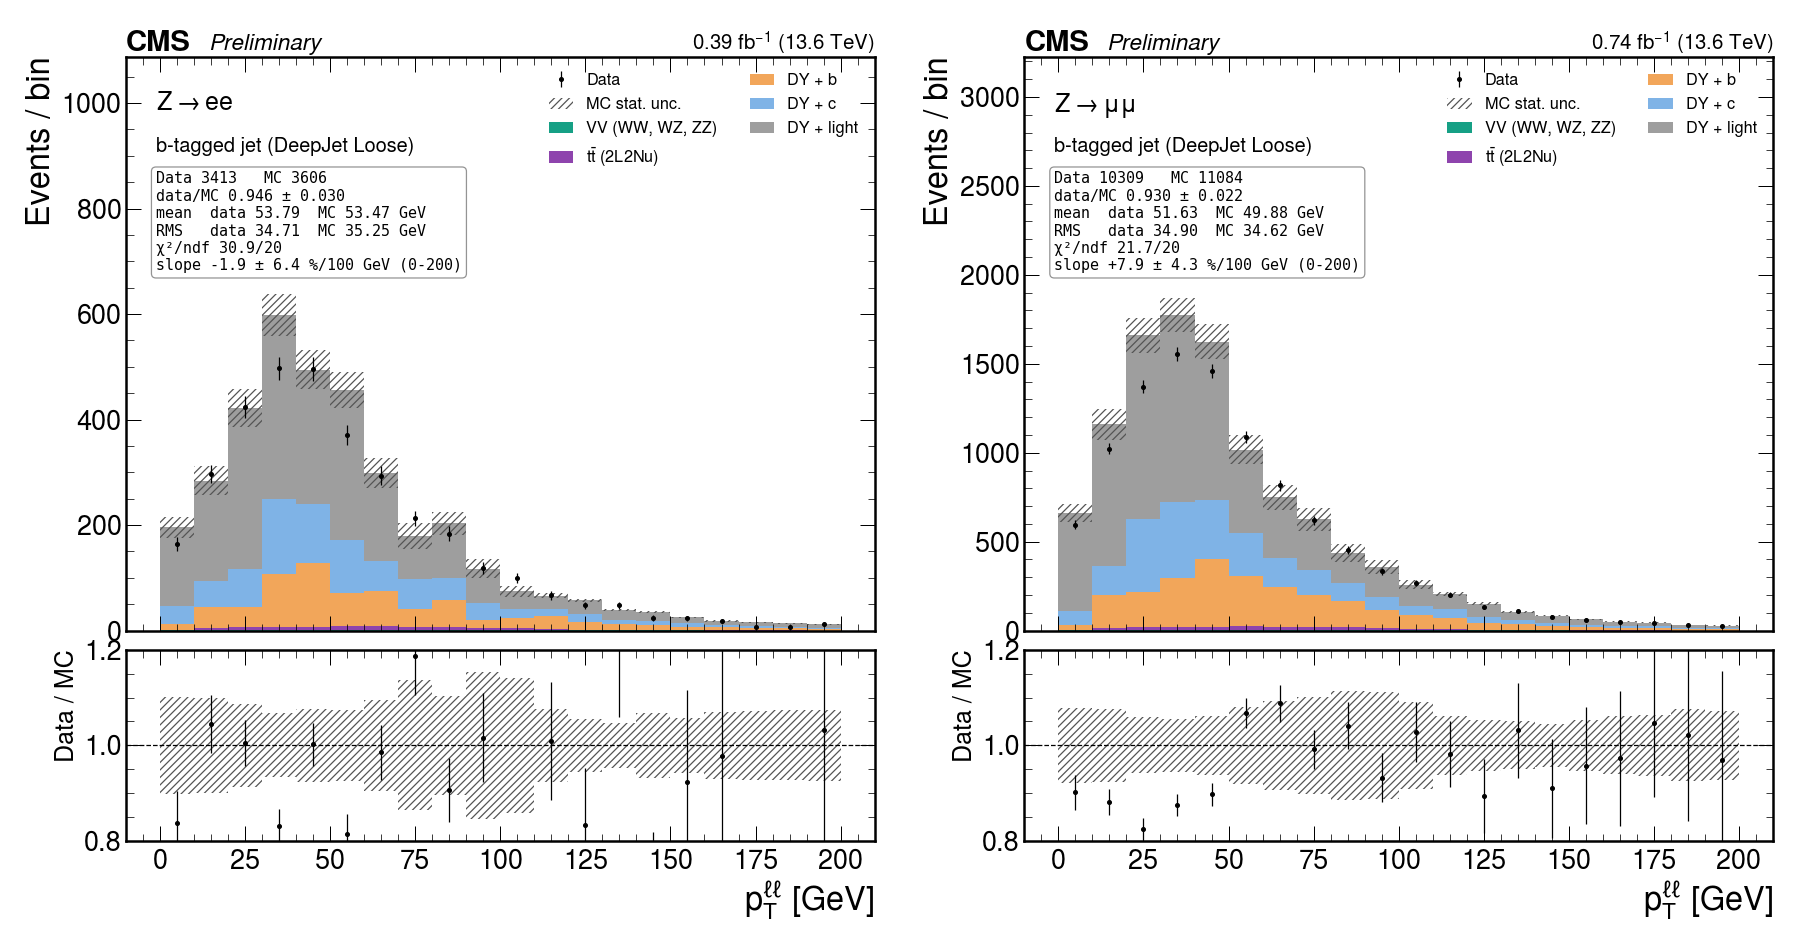 CMS Preliminary 0.39 fb⁻¹ (13.6 TeV)
Events / bin
Z → ee
b-tagged jet (DeepJet Loose)
Data 3413 MC 3606
data/MC 0.946 ± 0.030
mean data 53.79 MC 53.47 GeV
RMS data 34.71 MC 35.25 GeV
χ²/ndf 30.9/20
slope -1.9 ± 6.4 %/100 GeV (0-200)
Data
MC stat. unc.
VV (WW, WZ, ZZ)
tt̄ (2L2Nu)
DY + b
DY + c
DY + light
1000
800
600
400
200
0
Data / MC
1.2
1.0
0.8
0 25 50 75 100 125 150 175 200
p_T^ℓℓ [GeV]
CMS Preliminary 0.74 fb⁻¹ (13.6 TeV)
Events / bin
Z → μμ
b-tagged jet (DeepJet Loose)
Data 10309 MC 11084
data/MC 0.930 ± 0.022
mean data 51.63 MC 49.88 GeV
RMS data 34.90 MC 34.62 GeV
χ²/ndf 21.7/20
slope +7.9 ± 4.3 %/100 GeV (0-200)
Data
MC stat. unc.
VV (WW, WZ, ZZ)
tt̄ (2L2Nu)
DY + b
DY + c
DY + light
3000
2500
2000
1500
1000
500
0
Data / MC
1.2
1.0
0.8
0 25 50 75 100 125 150 175 200
p_T^ℓℓ [GeV]